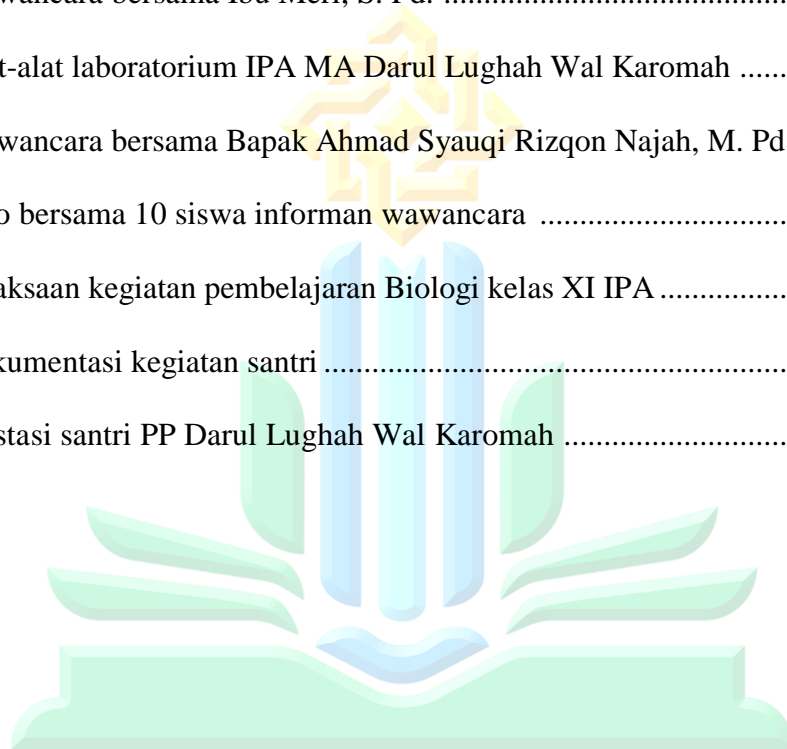 wancara bersama Ibu Meri, S. Pd. ........................................
t-alat laboratorium IPA MA Darul Lughah Wal Karomah ......
wancara bersama Bapak Ahmad Syauqi Rizqon Najah, M. Pd
o bersama 10 siswa informan wawancara ...............................
aksaan kegiatan pembelajaran Biologi kelas XI IPA ................
kumentasi kegiatan santri ..........................................................
stasi santri PP Darul Lughah Wal Karomah ............................